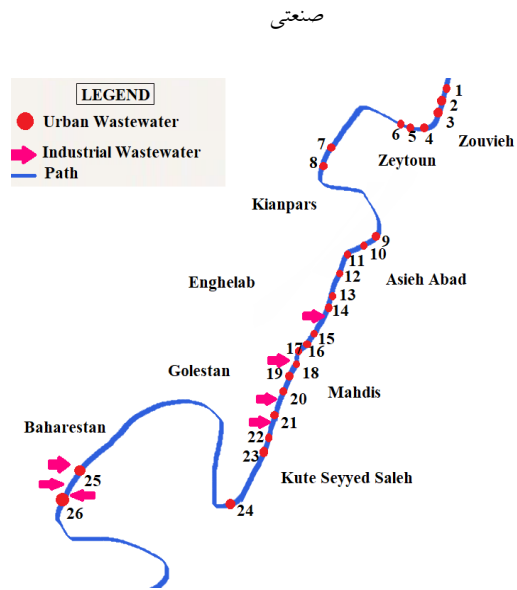 صنعتی
LEGEND
Urban Wastewater
Industrial Wastewater
Path
1
2
3
Zouvieh
4
5
6
Zeytoun
7
8
Kianpars
9
10
11
Asieh Abad
12
Enghelab
13
14
15
16
17
18
19
Golestan
Mahdis
20
21
Baharestan
22
23
Kute Seyyed Saleh
25
24
26